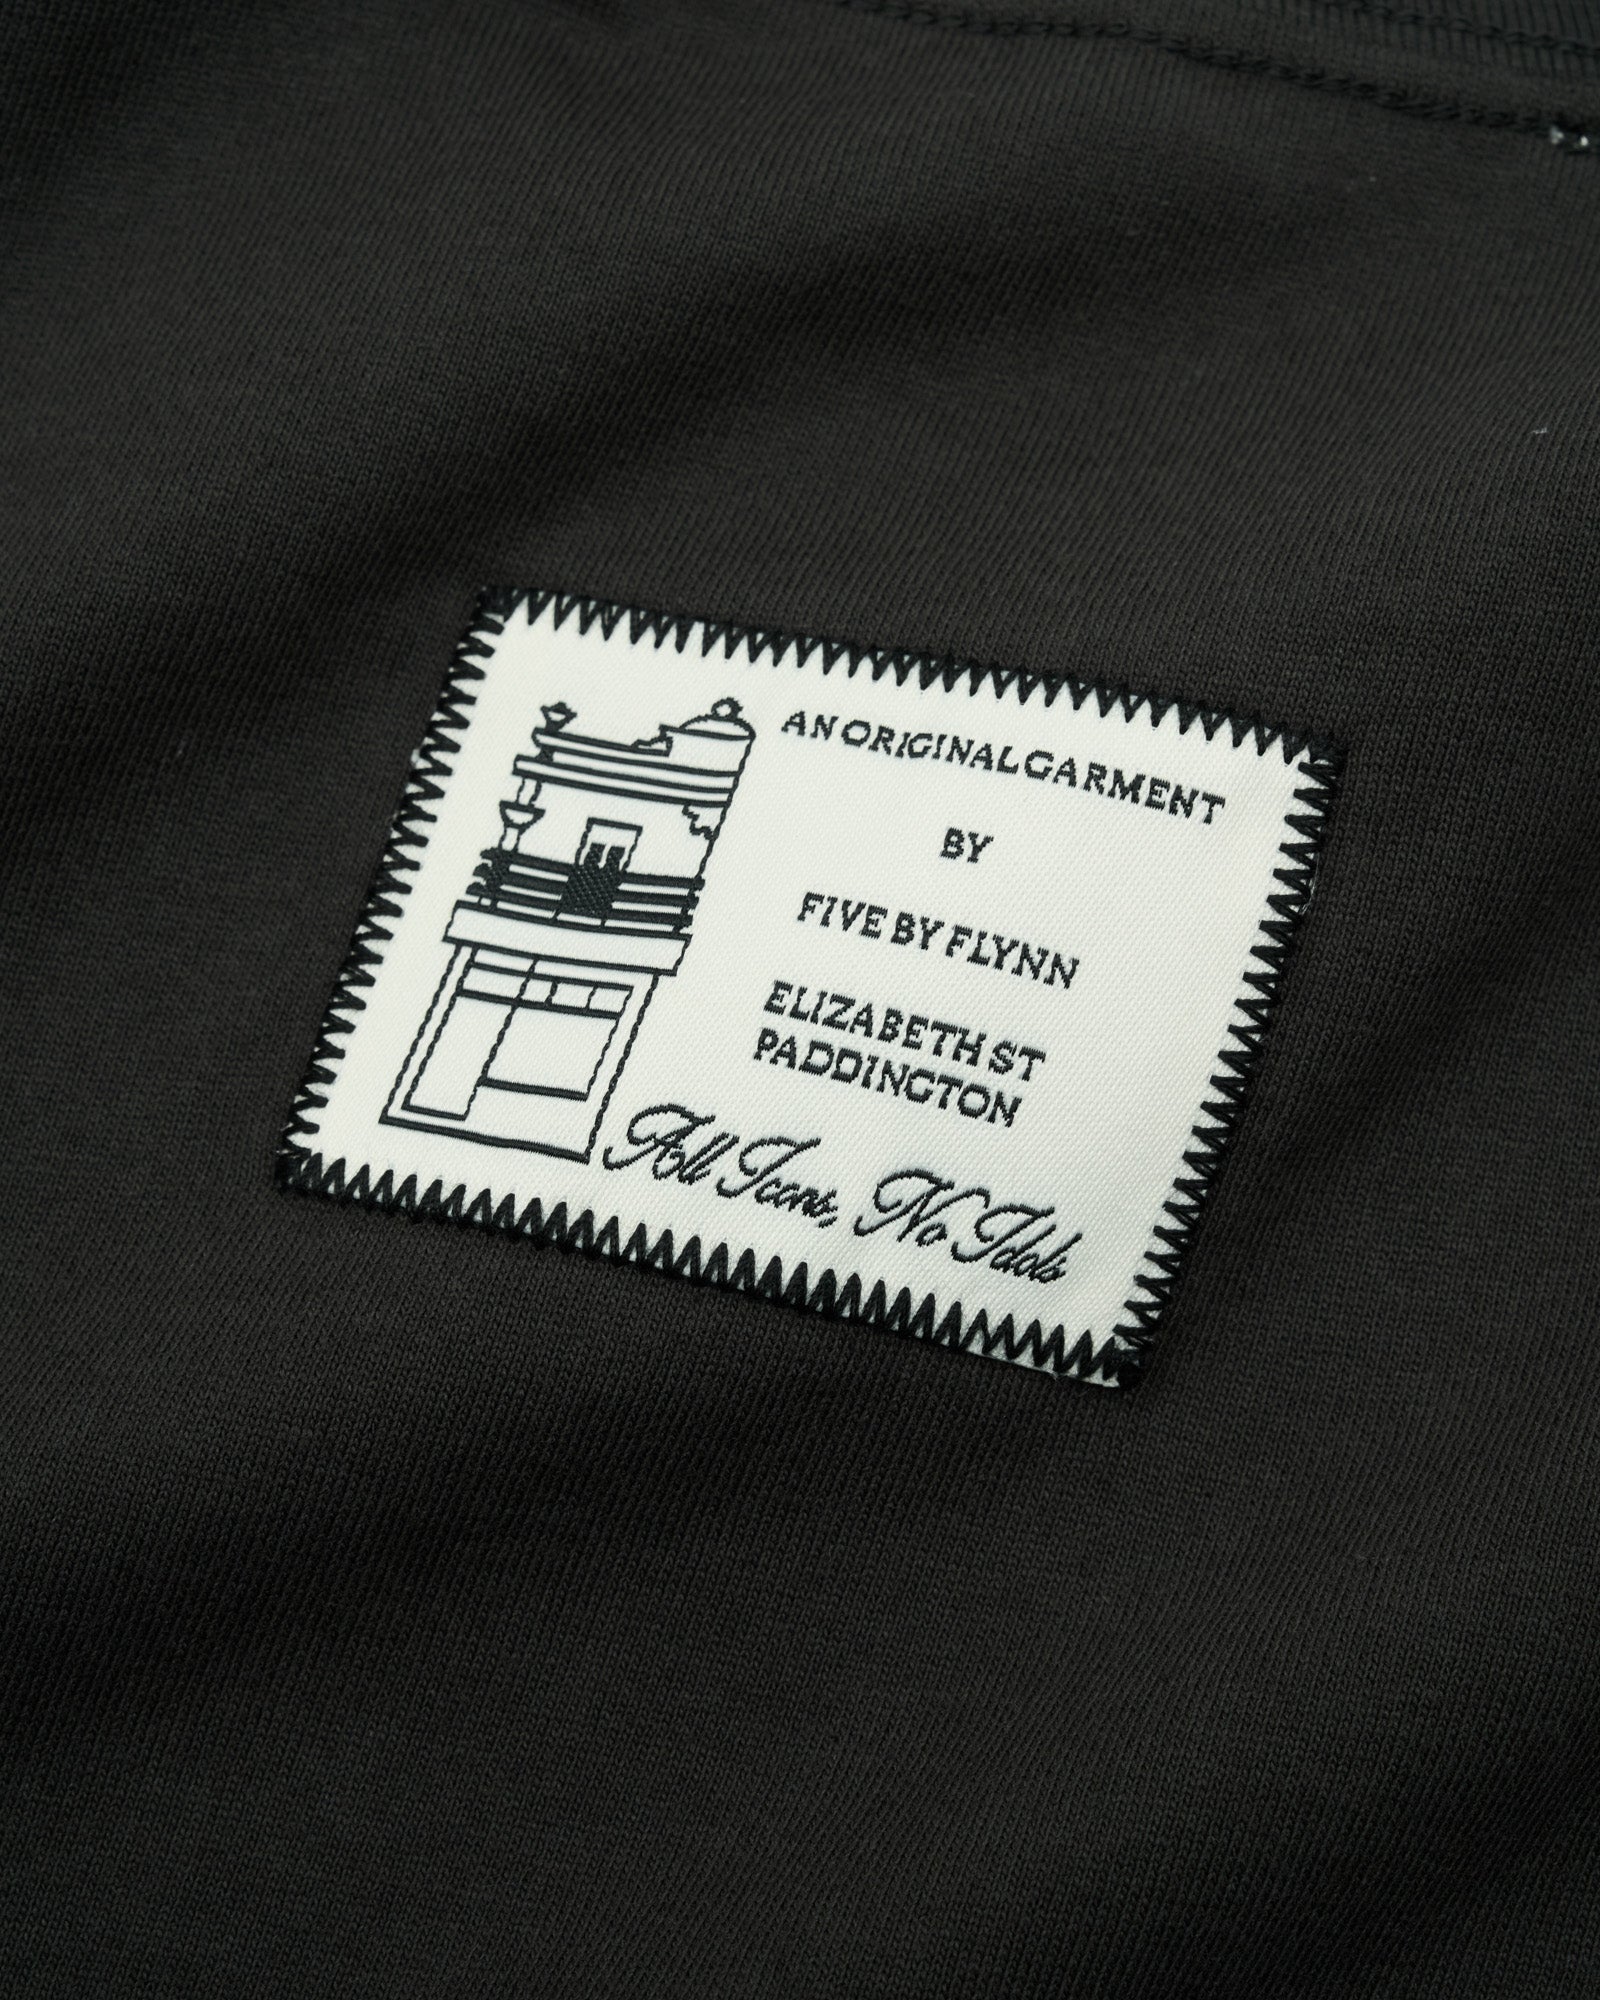 AN ORIGINAL GARMENT
BY
FIVE BY FLYNN
ELIZABETH ST
PADDINGTON
All Icons, No Idols